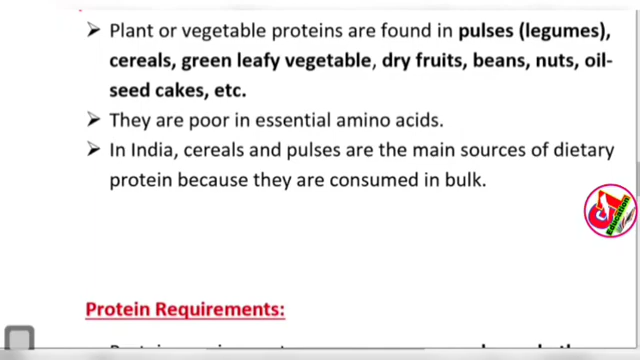 ➤ Plant or vegetable proteins are found in pulses (legumes),
cereals, green leafy vegetable, dry fruits, beans, nuts, oil-
seed cakes, etc.
➤ They are poor in essential amino acids.
➤ In India, cereals and pulses are the main sources of dietary
protein because they are consumed in bulk.
Education
Protein Requirements: